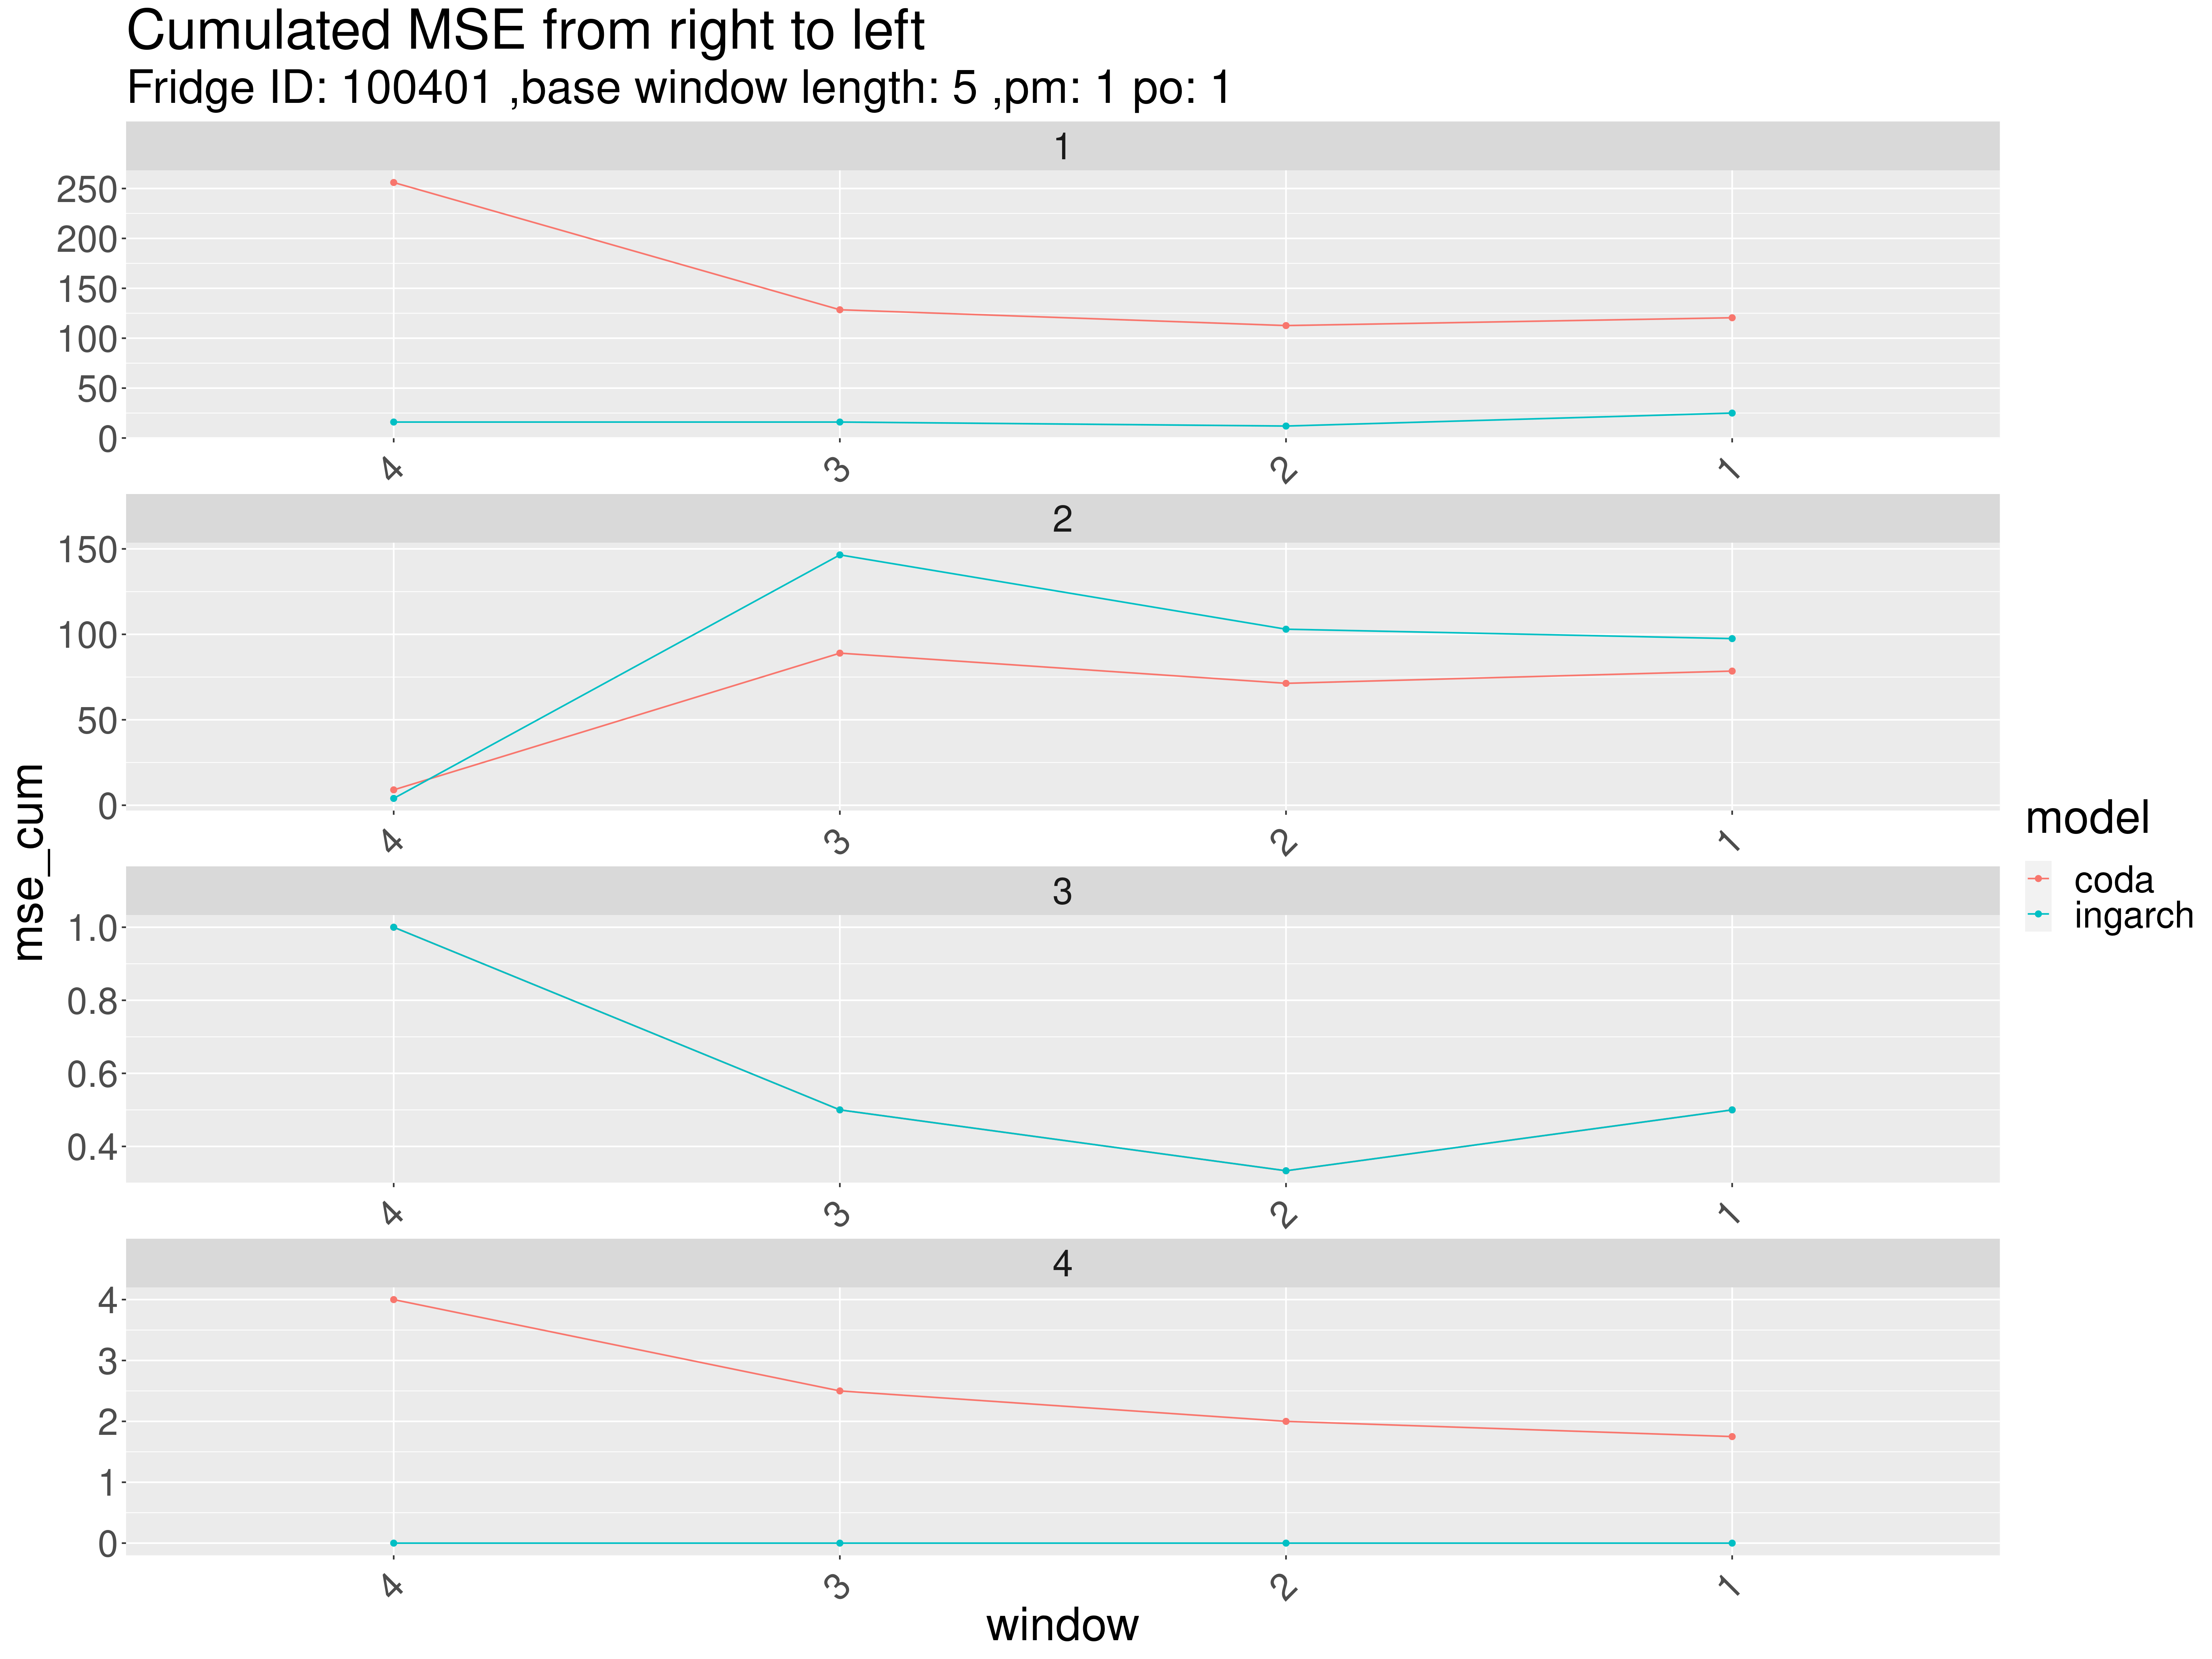 Cumulated MSE from right to left
Fridge ID: 100401 ,base window length: 5 ,pm: 1 po: 1
1
250
200
150
100
50
0
4 3 2 1
2
150
100
50
0
4 3 2 1
3
1.0
0.8
0.6
0.4
4 3 2 1
4
4
3
2
1
0
4 3 2 1
window
mse_cum
model
coda
ingarch